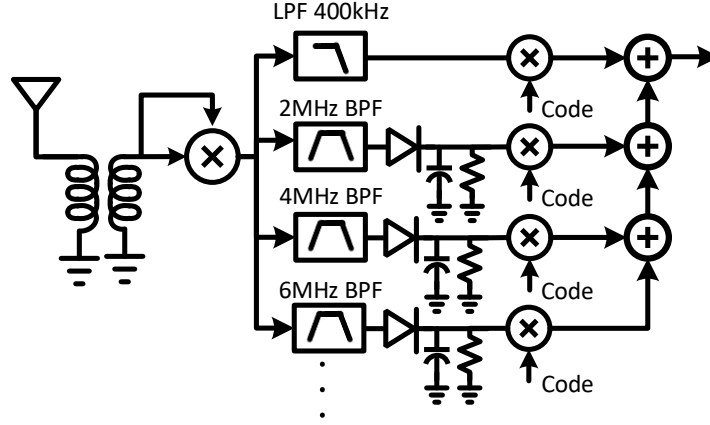 LPF 400kHz
Code
2MHz BPF
Code
4MHz BPF
Code
6MHz BPF
Code